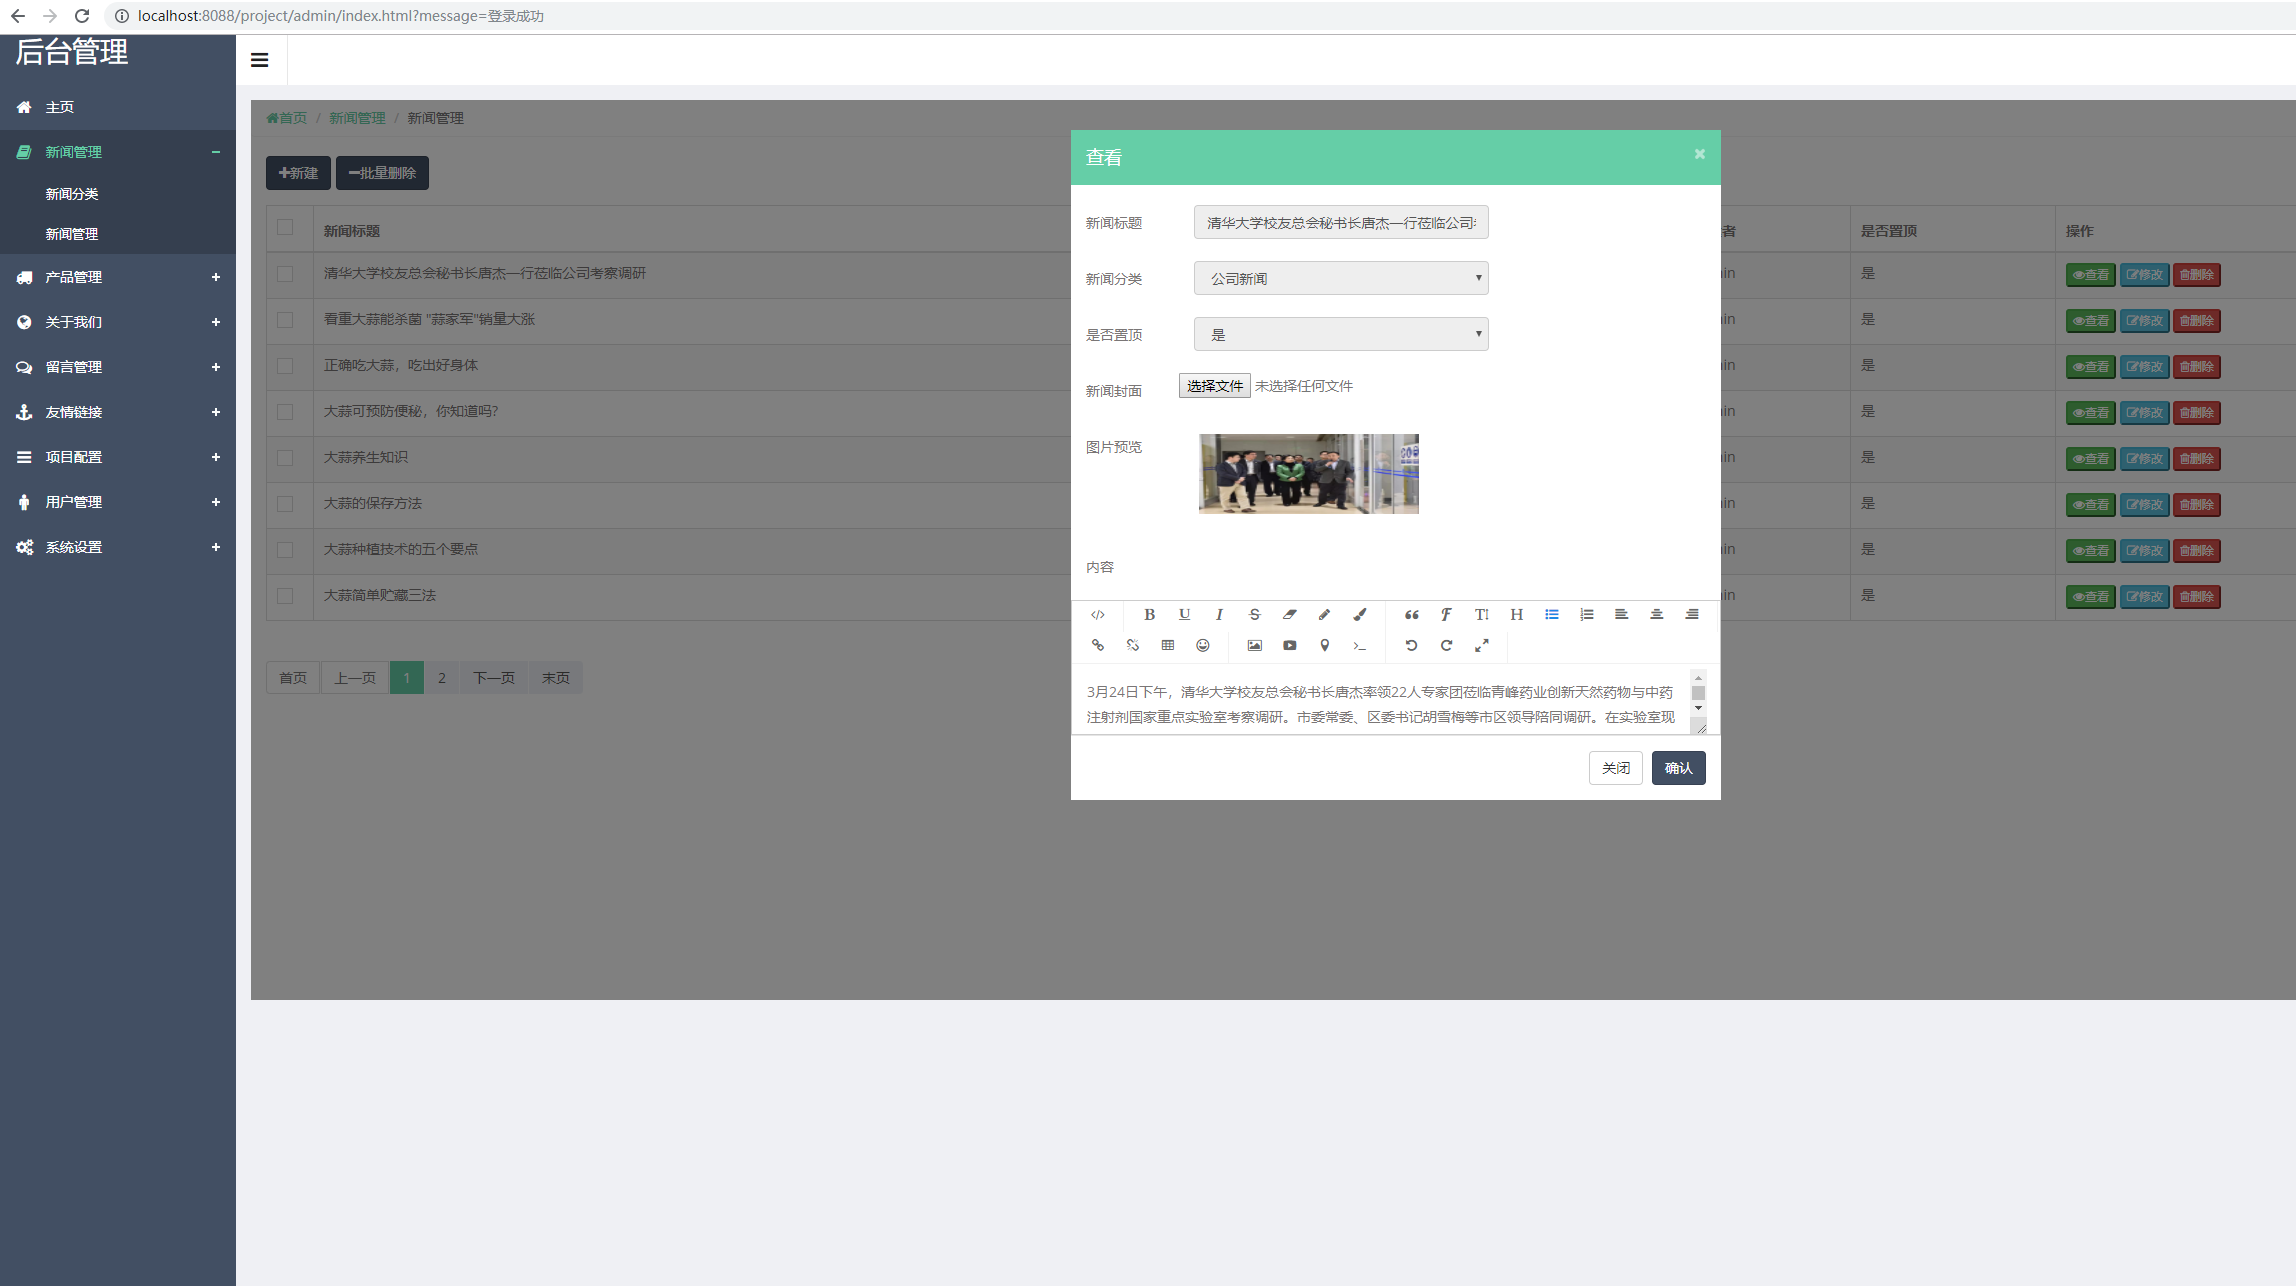 localhost:8088/project/admin/index.html?message=登录成功
后台管理
主页
新闻管理
新闻分类
新闻管理
产品管理
关于我们
留言管理
友情链接
项目配置
用户管理
系统设置
首页 / 新闻管理 / 新闻管理
新建 批量删除
新闻标题 者 是否置顶 操作
清华大学校友总会秘书长唐杰一行莅临公司考察调研 in 是 查看 修改 删除
看重大蒜能杀菌 "蒜家军"销量大涨 in 是 查看 修改 删除
正确吃大蒜，吃出好身体 in 是 查看 修改 删除
大蒜可预防便秘，你知道吗? in 是 查看 修改 删除
大蒜养生知识 in 是 查看 修改 删除
大蒜的保存方法 in 是 查看 修改 删除
大蒜种植技术的五个要点 in 是 查看 修改 删除
大蒜简单贮藏三法 in 是 查看 修改 删除
首页 上一页 1 2 下一页 末页
查看
新闻标题 清华大学校友总会秘书长唐杰一行莅临公司
新闻分类 公司新闻
是否置顶 是
新闻封面 选择文件 未选择任何文件
图片预览
内容
3月24日下午，清华大学校友总会秘书长唐杰率领22人专家团莅临青峰药业创新天然药物与中药
注射剂国家重点实验室考察调研。市委常委、区委书记胡雪梅等市区领导陪同调研。在实验室现
关闭 确认